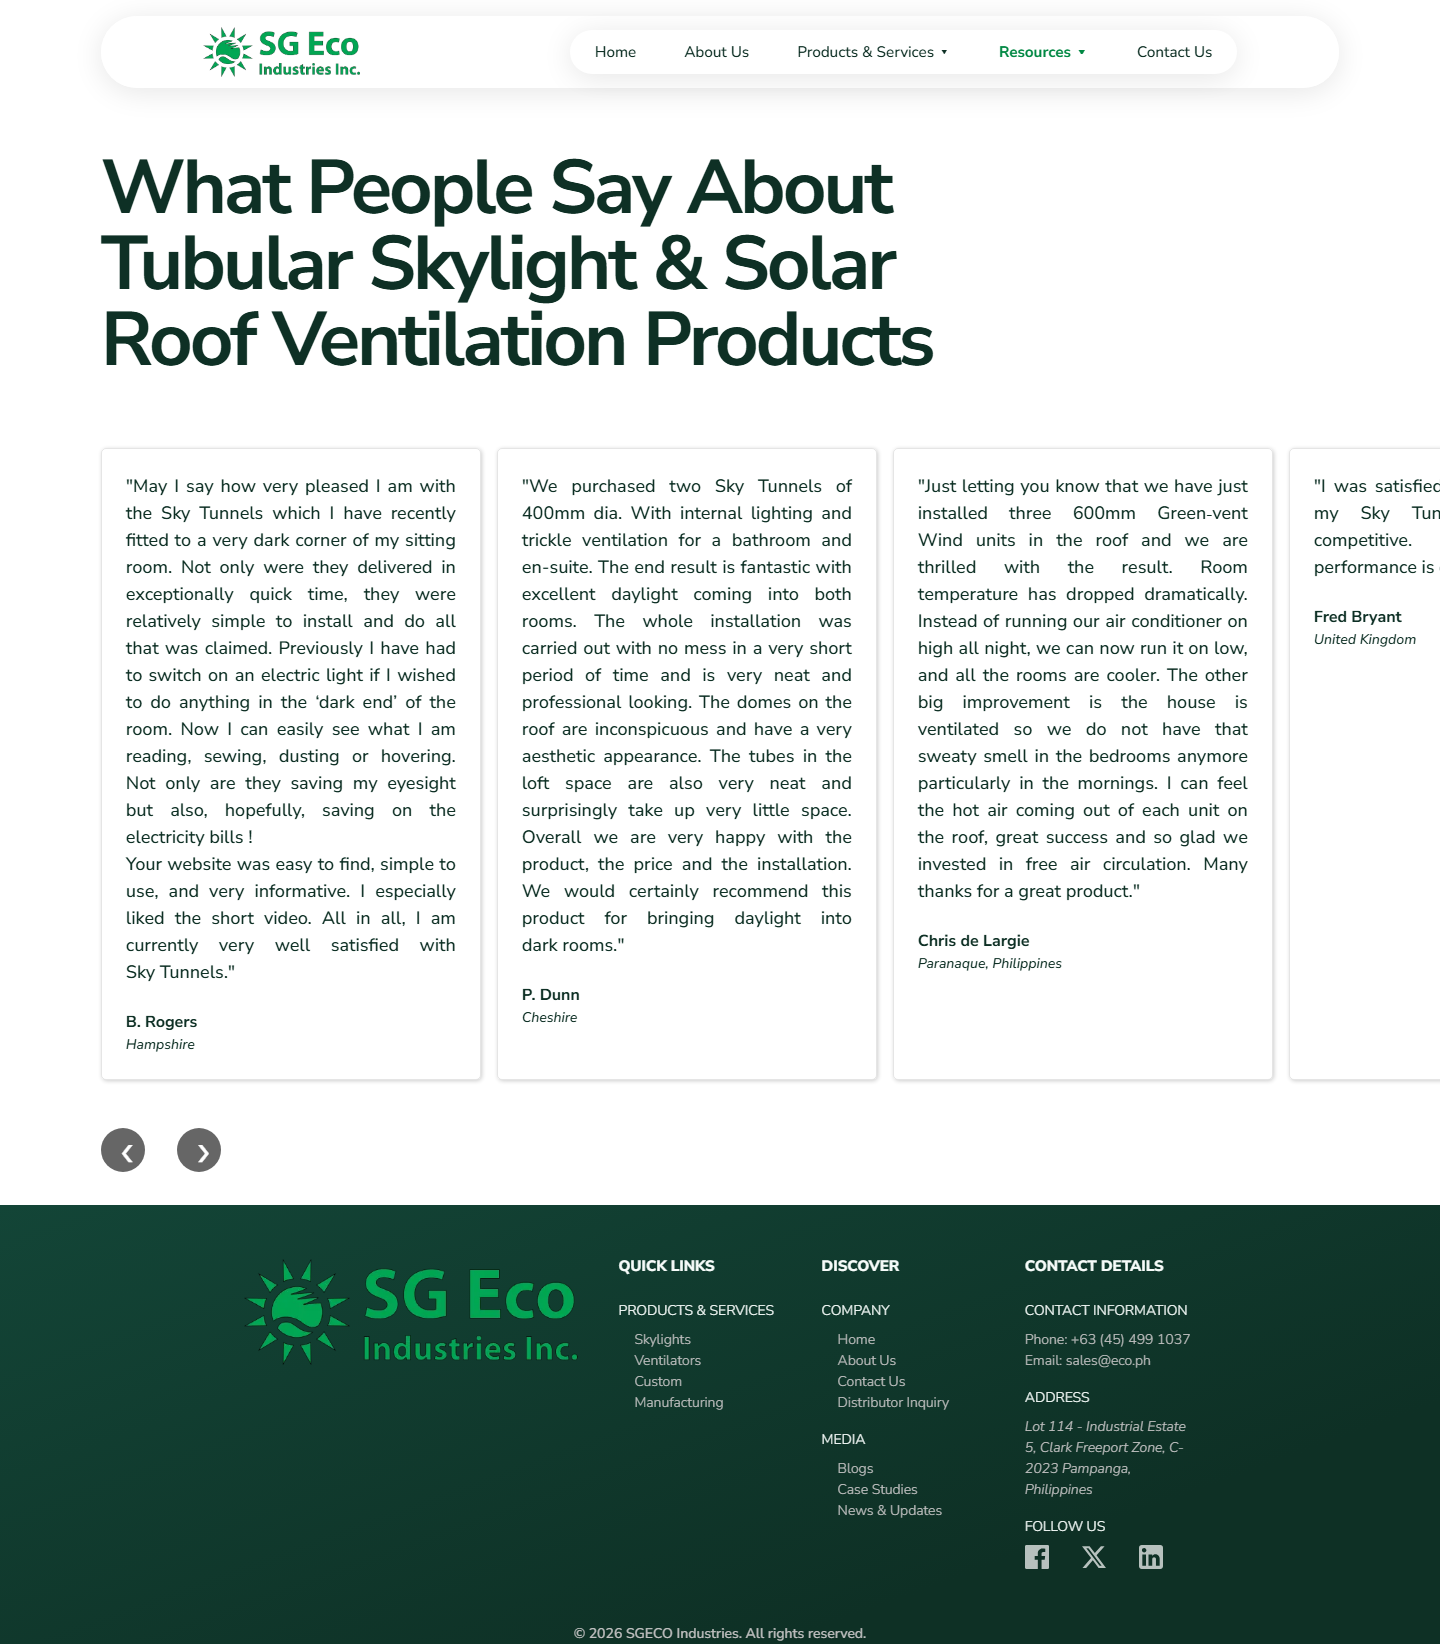 SG Eco
Industries Inc.
Home
About Us
Products & Services
Resources
Contact Us
What People Say About
Tubular Skylight & Solar
Roof Ventilation Products
"May I say how very pleased I am with
the Sky Tunnels which I have recently
fitted to a very dark corner of my sitting
room. Not only were they delivered in
exceptionally quick time, they were
relatively simple to install and do all
that was claimed. Previously I have had
to switch on an electric light if I wished
to do anything in the ‘dark end’ of the
room. Now I can easily see what I am
reading, sewing, dusting or hovering.
Not only are they saving my eyesight
but also, hopefully, saving on the
electricity bills !
Your website was easy to find, simple to
use, and very informative. I especially
liked the short video. All in all, I am
currently very well satisfied with
Sky Tunnels."
B. Rogers
Hampshire
"We purchased two Sky Tunnels of
400mm dia. With internal lighting and
trickle ventilation for a bathroom and
en-suite. The end result is fantastic with
excellent daylight coming into both
rooms. The whole installation was
carried out with no mess in a very short
period of time and is very neat and
professional looking. The domes on the
roof are inconspicuous and have a very
aesthetic appearance. The tubes in the
loft space are also very neat and
surprisingly take up very little space.
Overall we are very happy with the
product, the price and the installation.
We would certainly recommend this
product for bringing daylight into
dark rooms."
P. Dunn
Cheshire
"Just letting you know that we have just
installed three 600mm Green-vent
Wind units in the roof and we are
thrilled with the result. Room
temperature has dropped dramatically.
Instead of running our air conditioner on
high all night, we can now run it on low,
and all the rooms are cooler. The other
big improvement is the house is
ventilated so we do not have that
sweaty smell in the bedrooms anymore
particularly in the mornings. I can feel
the hot air coming out of each unit on
the roof, great success and so glad we
invested in free air circulation. Many
thanks for a great product."
Chris de Largie
Paranaque, Philippines
"I was satisfied
my Sky Tun
competitive.
performance is
Fred Bryant
United Kingdom
SG Eco
Industries Inc.
QUICK LINKS
PRODUCTS & SERVICES
Skylights
Ventilators
Custom
Manufacturing
DISCOVER
COMPANY
Home
About Us
Contact Us
Distributor Inquiry
MEDIA
Blogs
Case Studies
News & Updates
CONTACT DETAILS
CONTACT INFORMATION
Phone: +63 (45) 499 1037
Email: sales@eco.ph
ADDRESS
Lot 114 - Industrial Estate
5, Clark Freeport Zone, C-
2023 Pampanga,
Philippines
FOLLOW US
© 2026 SGECO Industries. All rights reserved.